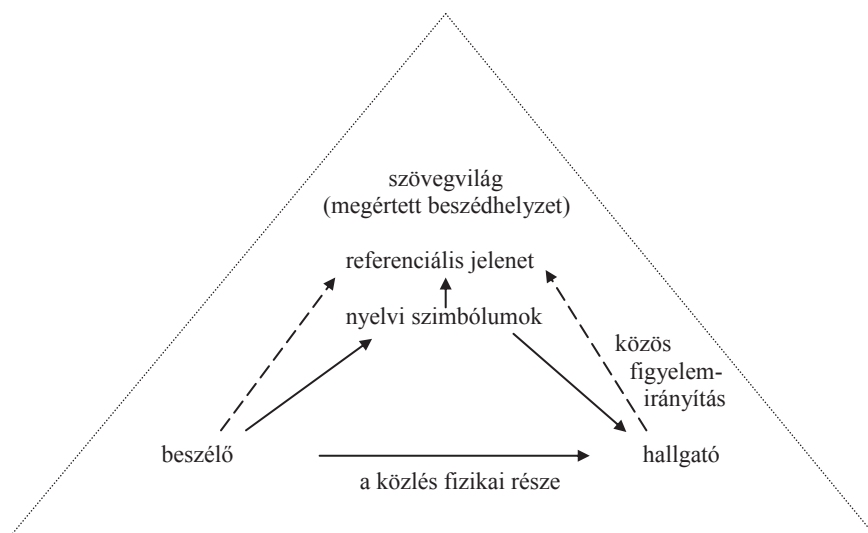 szövegvilág
(megértett beszédhelyzet)
referenciális jelenet
nyelvi szimbólumok
közös
figyelem-
irányítás
beszélő
hallgató
a közlés fizikai része